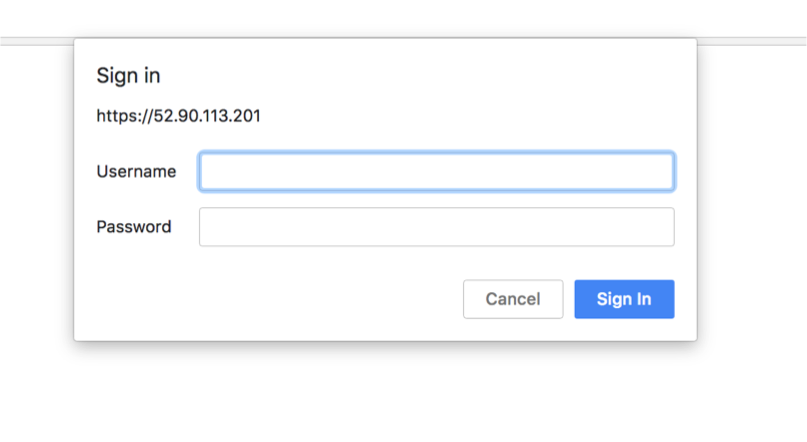 Sign in
https://52.90.113.201
Username
Password
Cancel Sign In